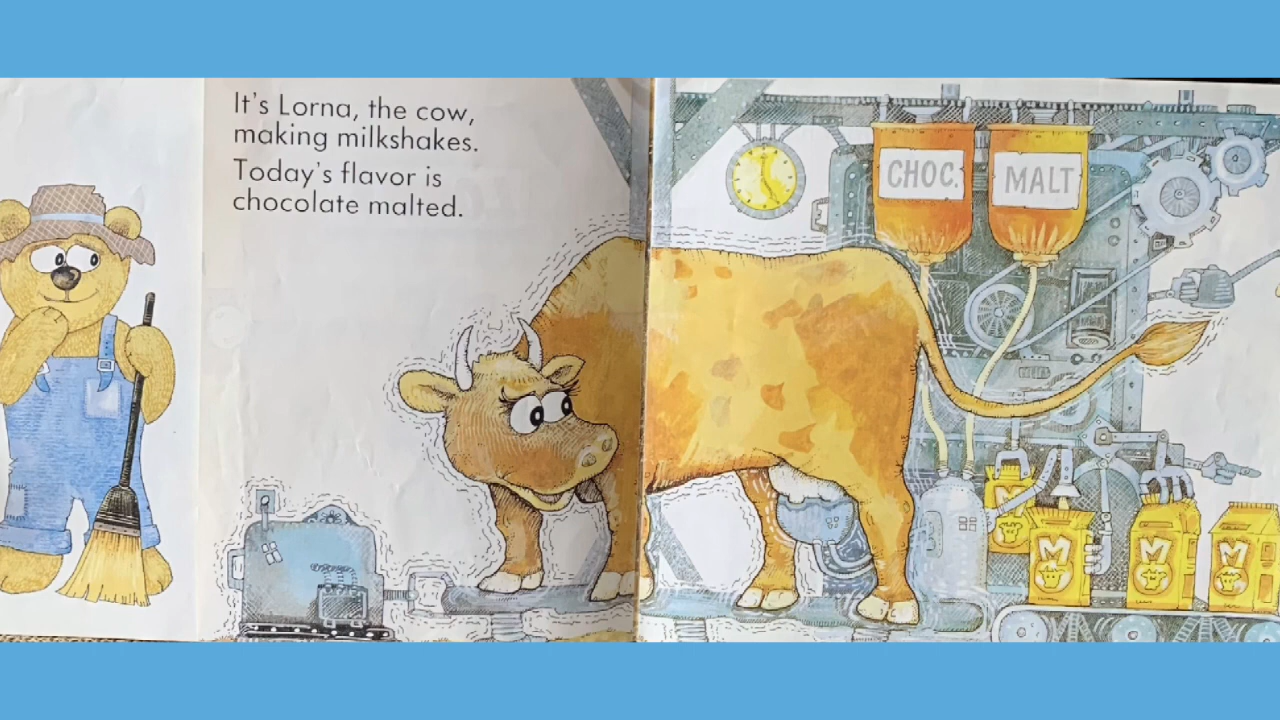 It's Lorna, the cow,
making milkshakes.
Today's flavor is
chocolate malted.
CHOC.
MALT
M
M
M
M